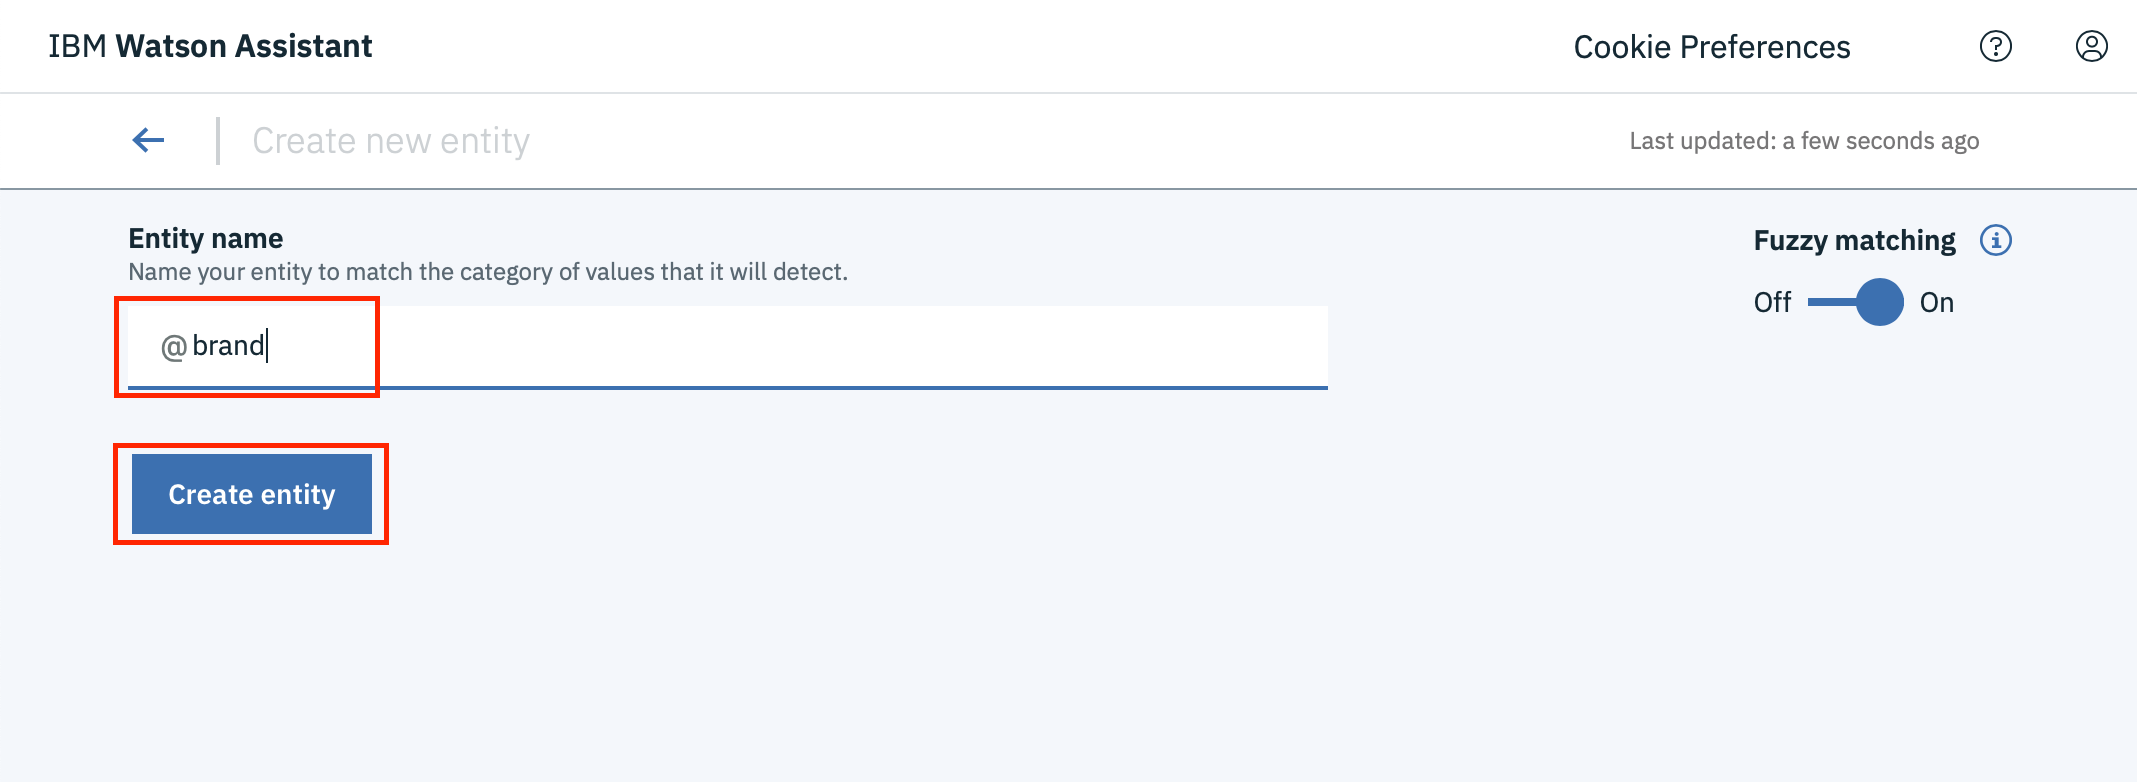 IBM Watson Assistant
Cookie Preferences
Create new entity
Last updated: a few seconds ago
Entity name
Name your entity to match the category of values that it will detect.
Fuzzy matching
Off On
@brand
Create entity